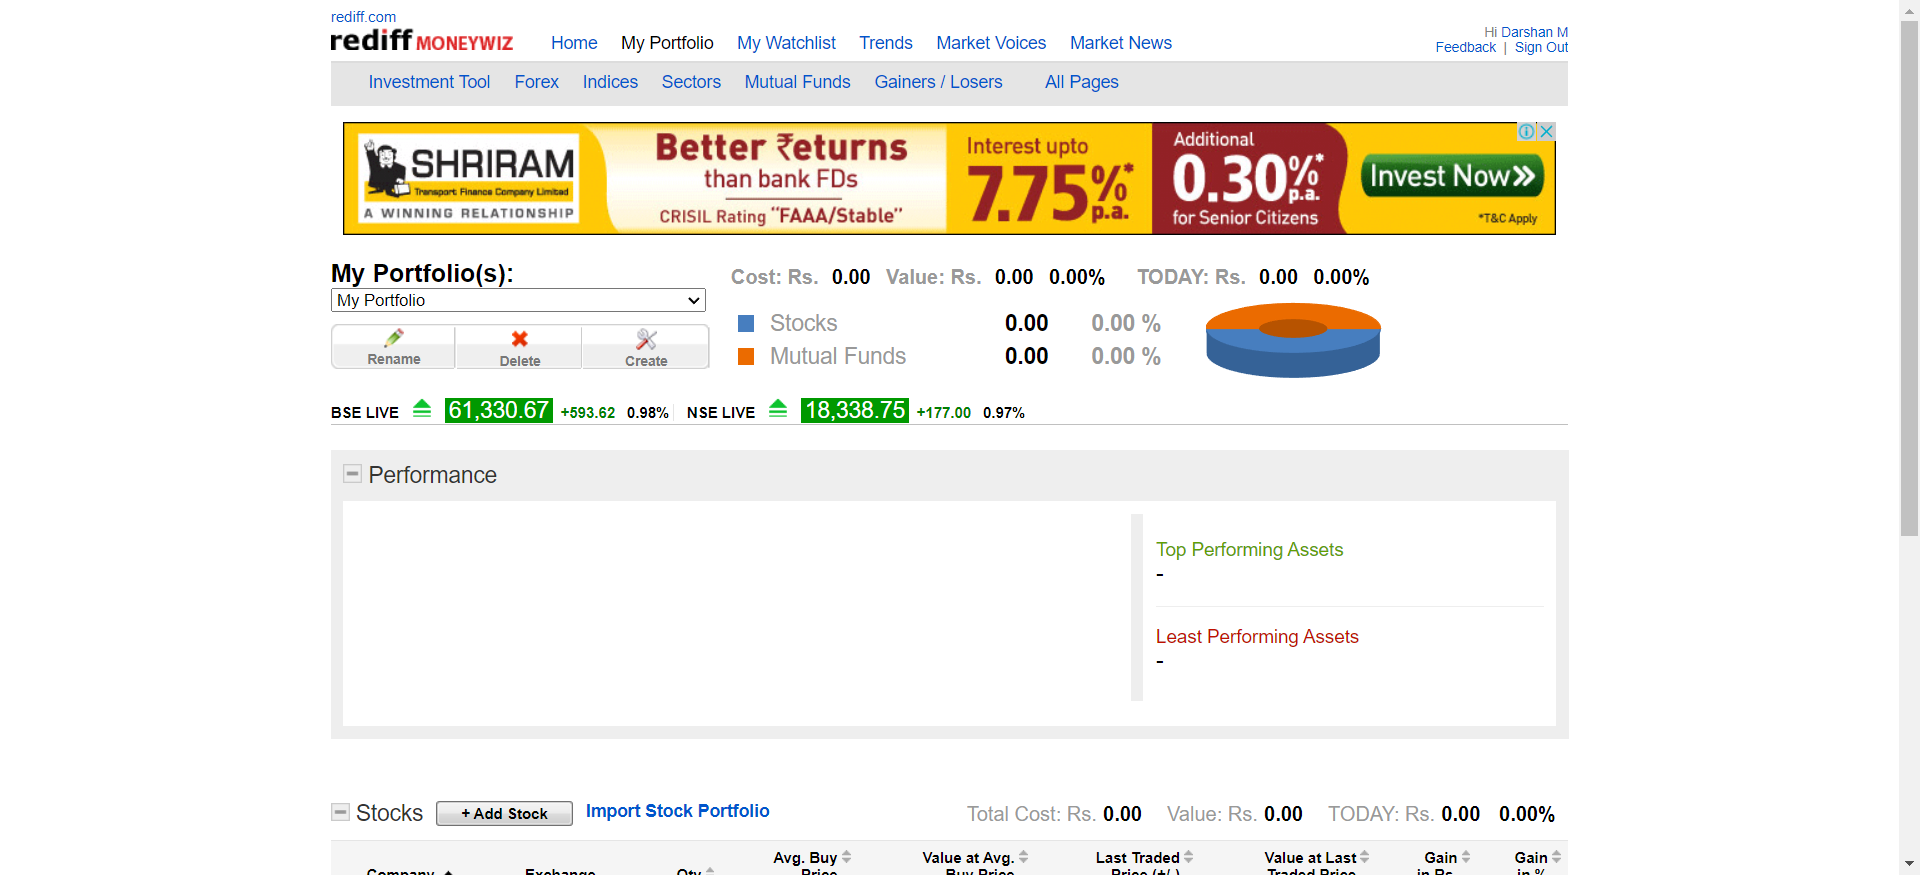 rediff.com
rediff MONEYWIZ
Home My Portfolio My Watchlist Trends Market Voices Market News
Hi Darshan M
Feedback | Sign Out
Investment Tool Forex Indices Sectors Mutual Funds Gainers / Losers All Pages
SHRIRAM
Transport Finance Company Limited
A WINNING RELATIONSHIP
Better ₹eturns
than bank FDs
CRISIL Rating "FAAA/Stable"
Interest upto
7.75%*
p.a.
Additional
0.30%*
p.a.
for Senior Citizens
Invest Now
*T&C Apply
My Portfolio(s):
My Portfolio
Rename Delete Create
Cost: Rs. 0.00 Value: Rs. 0.00 0.00% TODAY: Rs. 0.00 0.00%
Stocks 0.00 0.00 %
Mutual Funds 0.00 0.00 %
BSE LIVE 61,330.67 +593.62 0.98% NSE LIVE 18,338.75 +177.00 0.97%
Performance
Top Performing Assets
-
Least Performing Assets
-
Stocks + Add Stock Import Stock Portfolio Total Cost: Rs. 0.00 Value: Rs. 0.00 TODAY: Rs. 0.00 0.00%
Company Exchange Qty Avg. Buy Price Value at Avg. Buy Price Last Traded Price (+/-) Value at Last Traded Price Gain in Rs. Gain in %